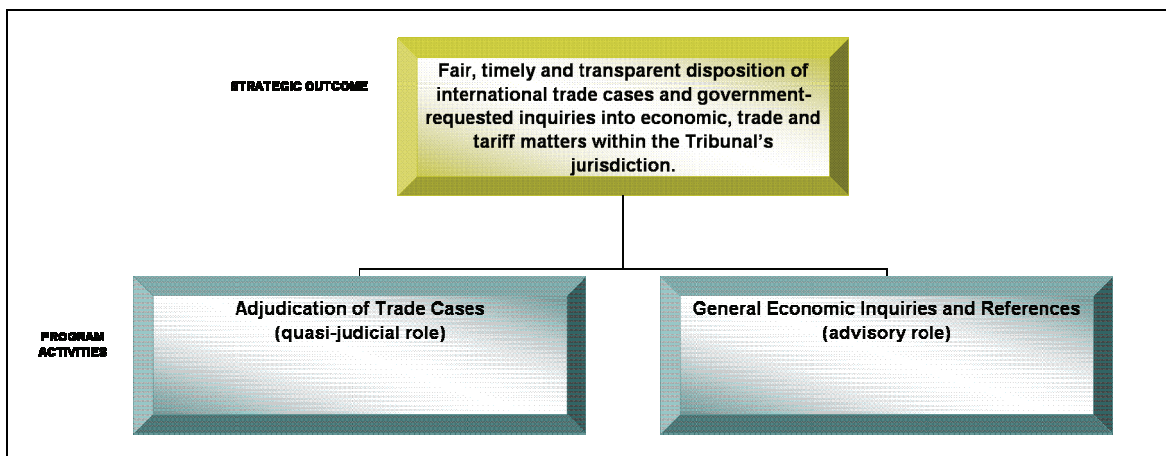 STRATEGIC OUTCOME
Fair, timely and transparent disposition of
international trade cases and government-
requested inquiries into economic, trade and
tariff matters within the Tribunal's
jurisdiction.
PROGRAM
ACTIVITIES
Adjudication of Trade Cases
(quasi-judicial role)
General Economic Inquiries and References
(advisory role)